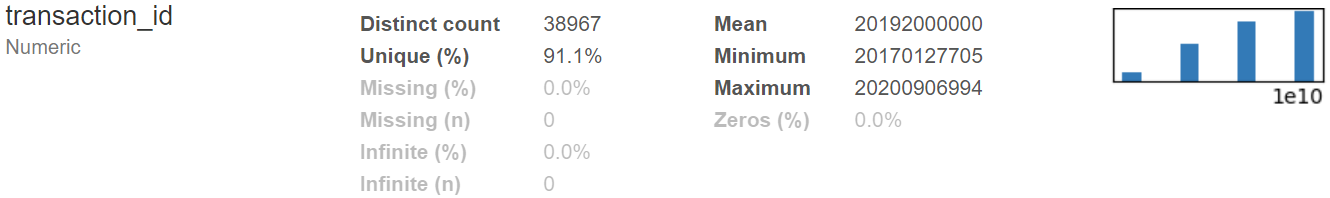 transaction_id
Numeric
Distinct count 38967
Unique (%) 91.1%
Missing (%) 0.0%
Missing (n) 0
Infinite (%) 0.0%
Infinite (n) 0
Mean 20192000000
Minimum 20170127705
Maximum 20200906994
Zeros (%) 0.0%
1e10